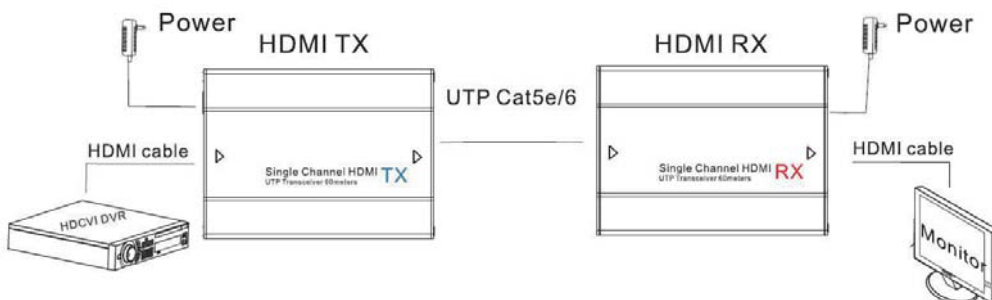 Power
HDMI TX
HDMI RX
Power
UTP Cat5e/6
HDMI cable
Single Channel HDMI TX
UTP Transceiver 60meters
Single Channel HDMI RX
UTP Transceiver 60meters
HDMI cable
HDCVI DVR
Monitor